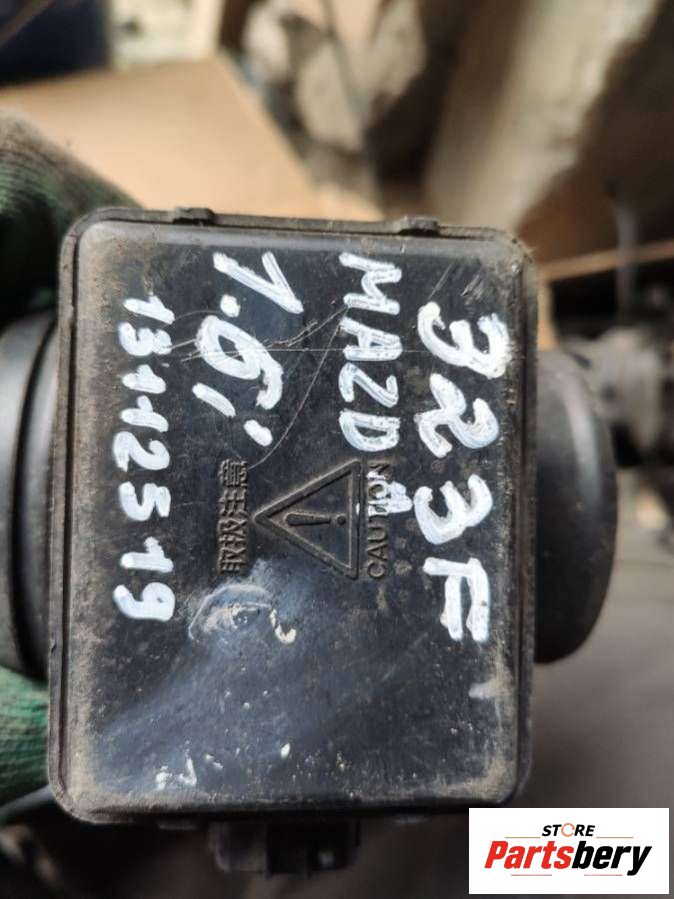 323F
MAZDA
1.6i
13112519
CAUTION
取扱注意
STORE
Partsbery